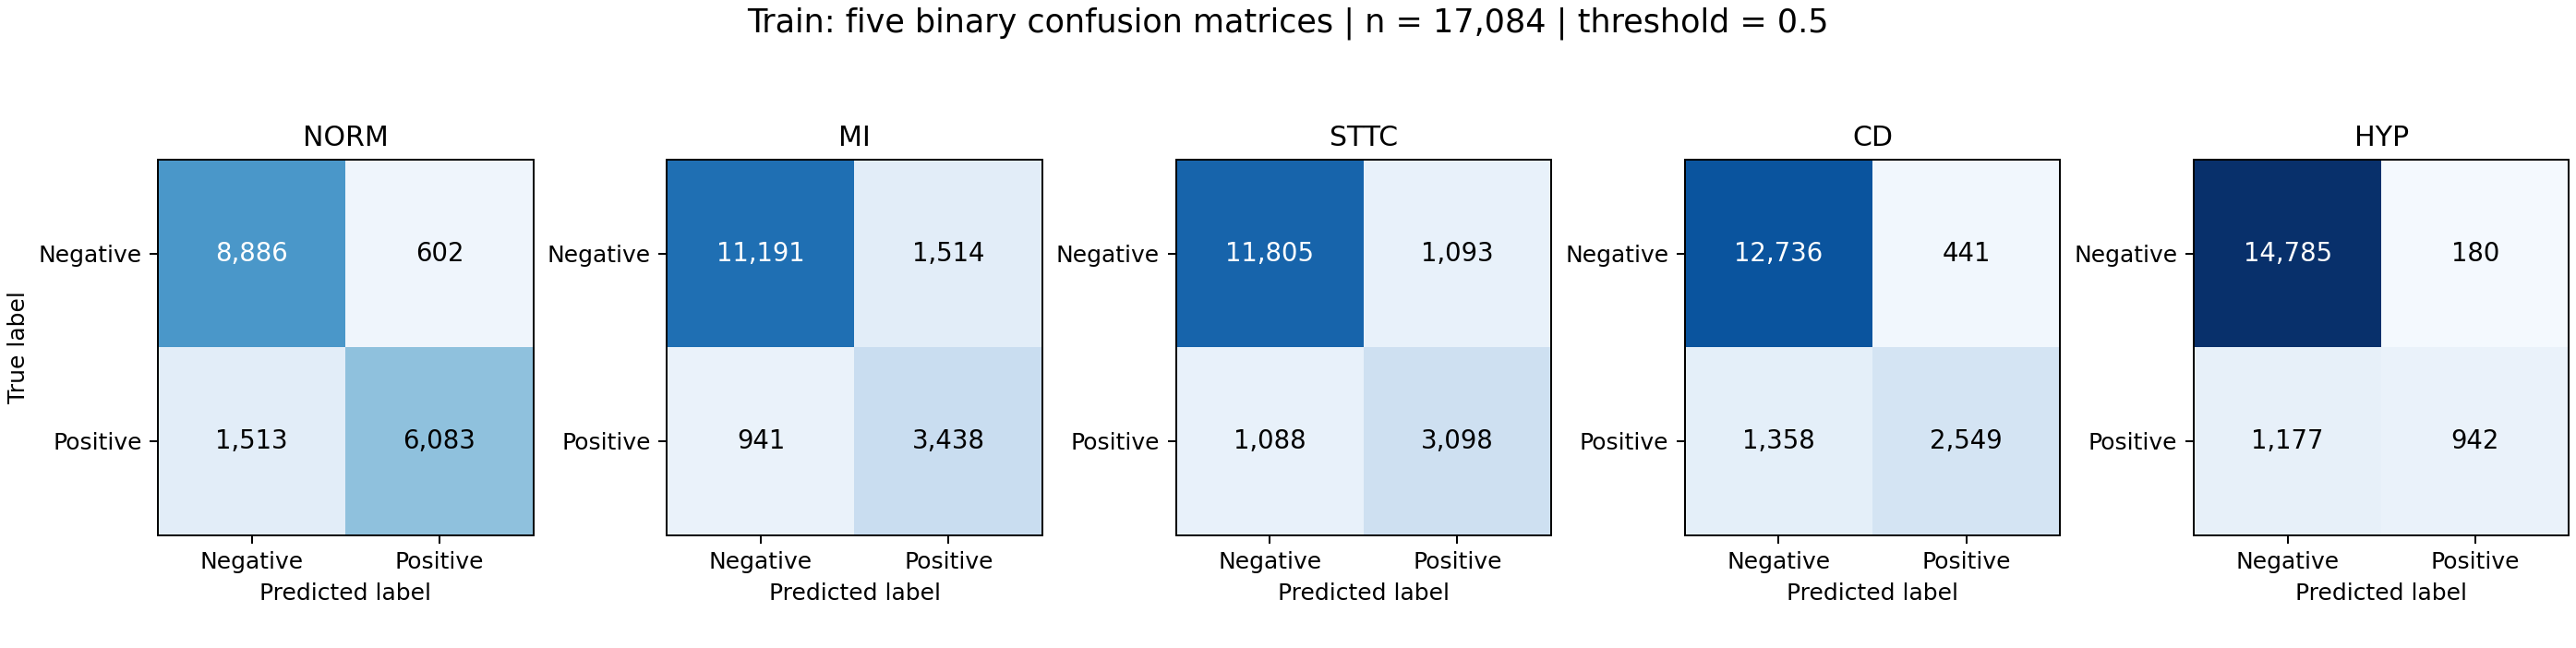 Train: five binary confusion matrices | n = 17,084 | threshold = 0.5
NORM
True label
Negative
8,886
602
Positive
1,513
6,083
Negative
Positive
Predicted label
MI
Negative
11,191
1,514
Positive
941
3,438
Negative
Positive
Predicted label
STTC
Negative
11,805
1,093
Positive
1,088
3,098
Negative
Positive
Predicted label
CD
Negative
12,736
441
Positive
1,358
2,549
Negative
Positive
Predicted label
HYP
Negative
14,785
180
Positive
1,177
942
Negative
Positive
Predicted label